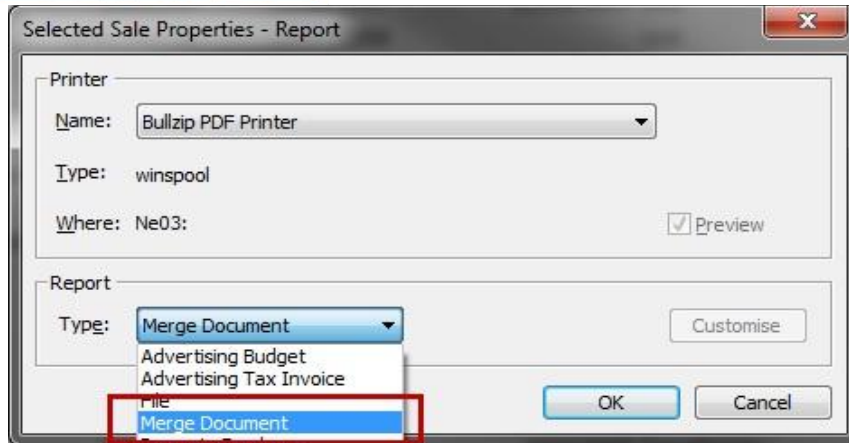 Selected Sale Properties - Report
Printer
Name: Bullzip PDF Printer
Type: winspool
Where: Ne03: Preview
Report
Type: Merge Document Customise
Advertising Budget
Advertising Tax Invoice
File
Merge Document
OK Cancel